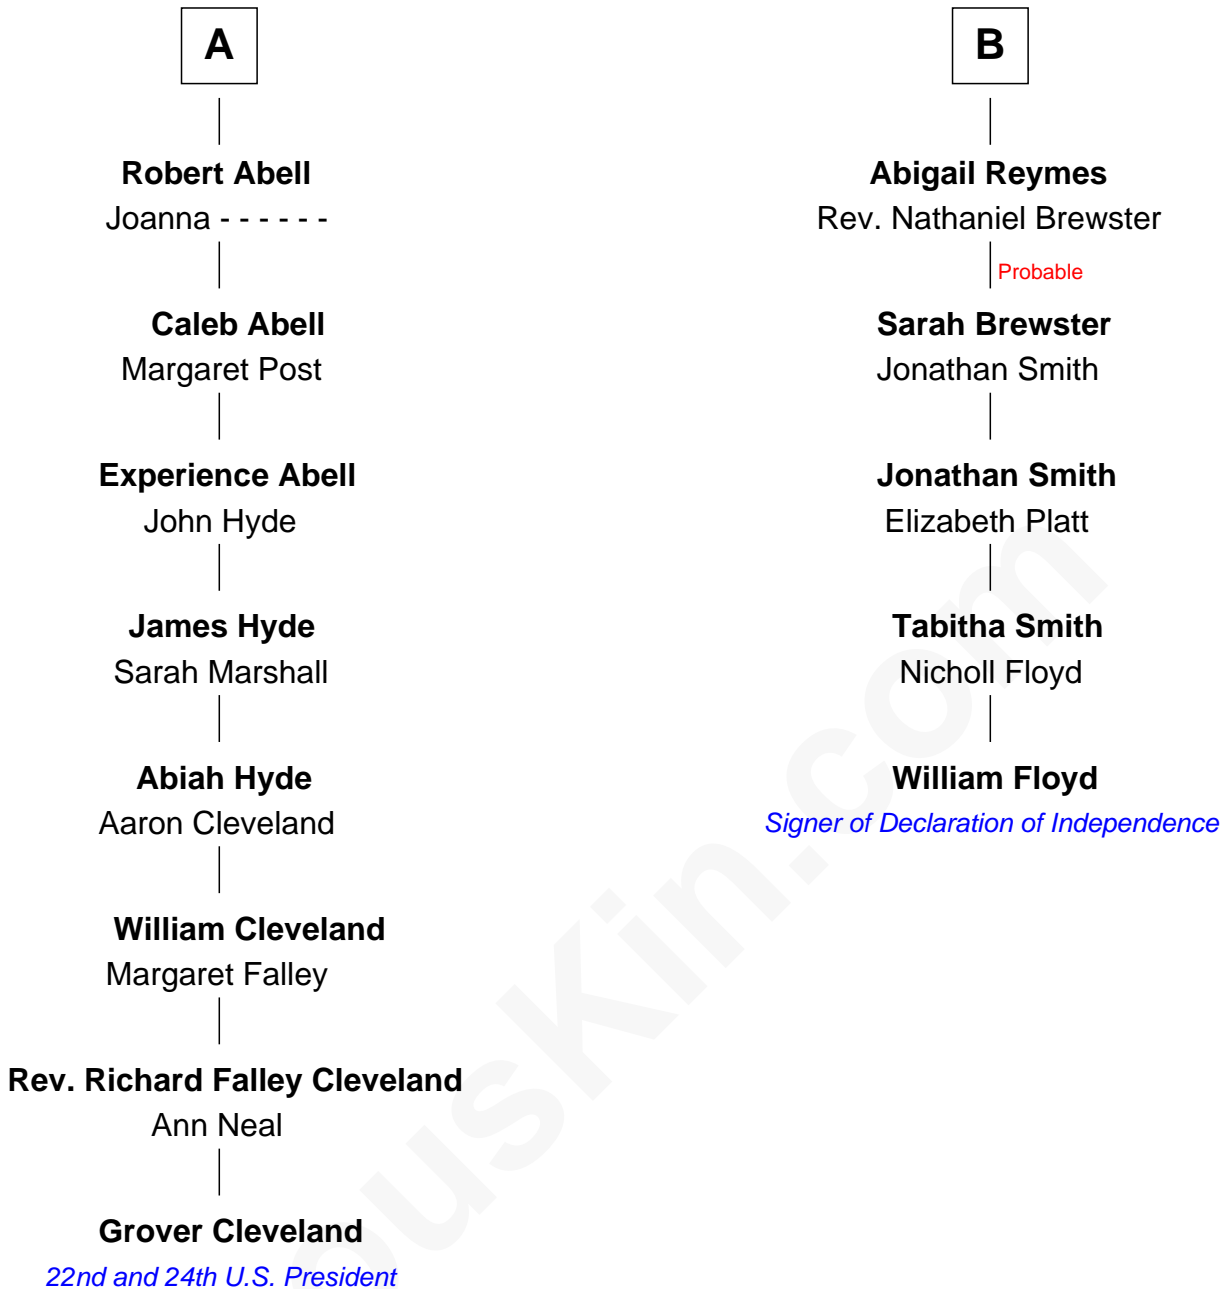 A
Robert Abell
Joanna - - - - - -
Caleb Abell
Margaret Post
Experience Abell
John Hyde
James Hyde
Sarah Marshall
Abiah Hyde
Aaron Cleveland
William Cleveland
Margaret Falley
Rev. Richard Falley Cleveland
Ann Neal
Grover Cleveland
22nd and 24th U.S. President
B
Abigail Reymes
Rev. Nathaniel Brewster
Probable
Sarah Brewster
Jonathan Smith
Jonathan Smith
Elizabeth Platt
Tabitha Smith
Nicholl Floyd
William Floyd
Signer of Declaration of Independence
usKin.com